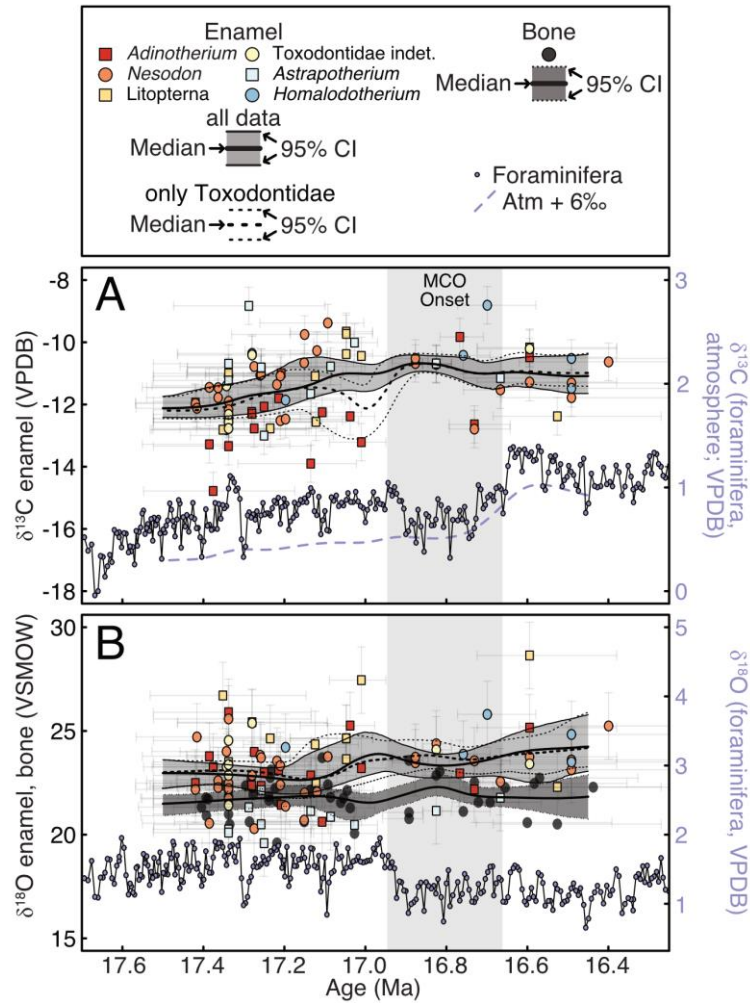 Enamel
Bone
Adinotherium
Toxodontidae indet.
Nesodon
Astrapotherium
Litopterna
Homalodotherium
Median
95% CI
all data
Median
95% CI
only Toxodontidae
Median
95% CI
Foraminifera
Atm + 6‰
A
MCO
Onset
-8
-10
-12
-14
-16
-18
δ13C enamel (VPDB)
3
2
1
0
δ13C (foraminifera,
atmosphere; VPDB)
B
30
25
20
15
δ18O enamel, bone (VSMOW)
5
4
3
2
1
δ18O (foraminifera, VPDB)
17.6
17.4
17.2
17.0
16.8
16.6
16.4
Age (Ma)